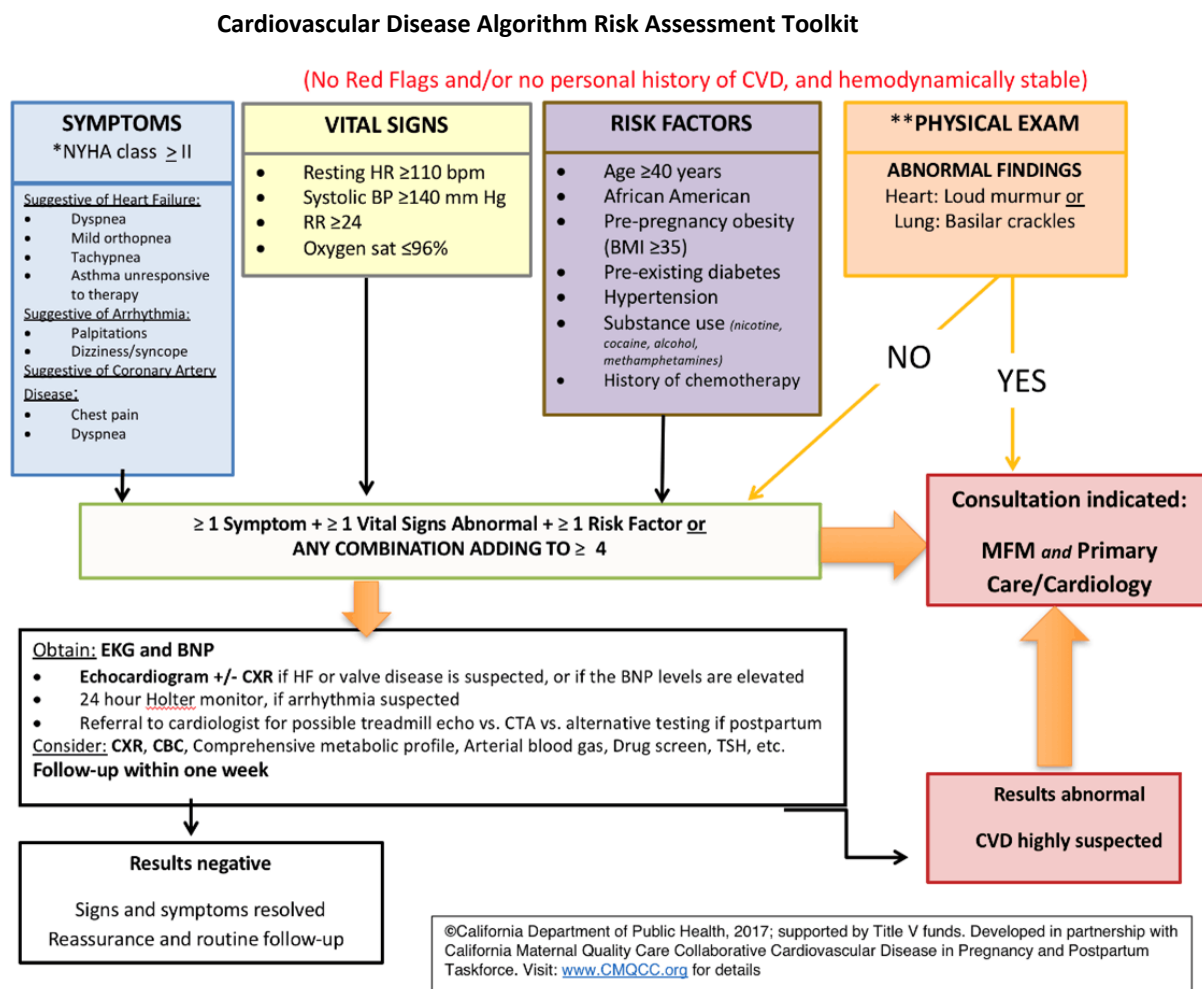 Cardiovascular Disease Algorithm Risk Assessment Toolkit
(No Red Flags and/or no personal history of CVD, and hemodynamically stable)
SYMPTOMS
*NYHA class ≥ II
Suggestive of Heart Failure:
• Dyspnea
• Mild orthopnea
• Tachypnea
• Asthma unresponsive
to therapy
Suggestive of Arrhythmia:
• Palpitations
• Dizziness/syncope
Suggestive of Coronary Artery
Disease:
• Chest pain
• Dyspnea
VITAL SIGNS
• Resting HR ≥110 bpm
• Systolic BP ≥140 mm Hg
• RR ≥24
• Oxygen sat ≤96%
RISK FACTORS
• Age ≥40 years
• African American
• Pre-pregnancy obesity
(BMI ≥35)
• Pre-existing diabetes
• Hypertension
• Substance use (nicotine,
cocaine, alcohol,
methamphetamines)
• History of chemotherapy
**PHYSICAL EXAM
ABNORMAL FINDINGS
Heart: Loud murmur or
Lung: Basilar crackles
NO
YES
≥ 1 Symptom + ≥ 1 Vital Signs Abnormal + ≥ 1 Risk Factor or
ANY COMBINATION ADDING TO ≥ 4
Consultation indicated:
MFM and Primary
Care/Cardiology
Obtain: EKG and BNP
• Echocardiogram +/- CXR if HF or valve disease is suspected, or if the BNP levels are elevated
• 24 hour Holter monitor, if arrhythmia suspected
• Referral to cardiologist for possible treadmill echo vs. CTA vs. alternative testing if postpartum
Consider: CXR, CBC, Comprehensive metabolic profile, Arterial blood gas, Drug screen, TSH, etc.
Follow-up within one week
Results abnormal
CVD highly suspected
Results negative
Signs and symptoms resolved
Reassurance and routine follow-up
©California Department of Public Health, 2017; supported by Title V funds. Developed in partnership with
California Maternal Quality Care Collaborative Cardiovascular Disease in Pregnancy and Postpartum
Taskforce. Visit: www.CMQCC.org for details